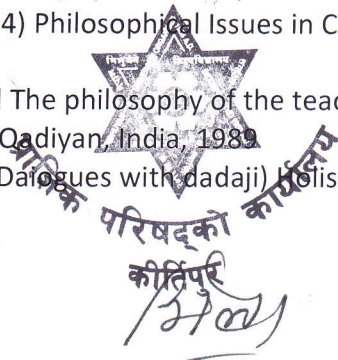 4) Philosophical Issues in C
The philosophy of the teac
Qadiyan, India, 1989
Daiogues with dadaji) Holis
प्राज्ञिक परिषद्को कार्यालय
कीर्तिपुर